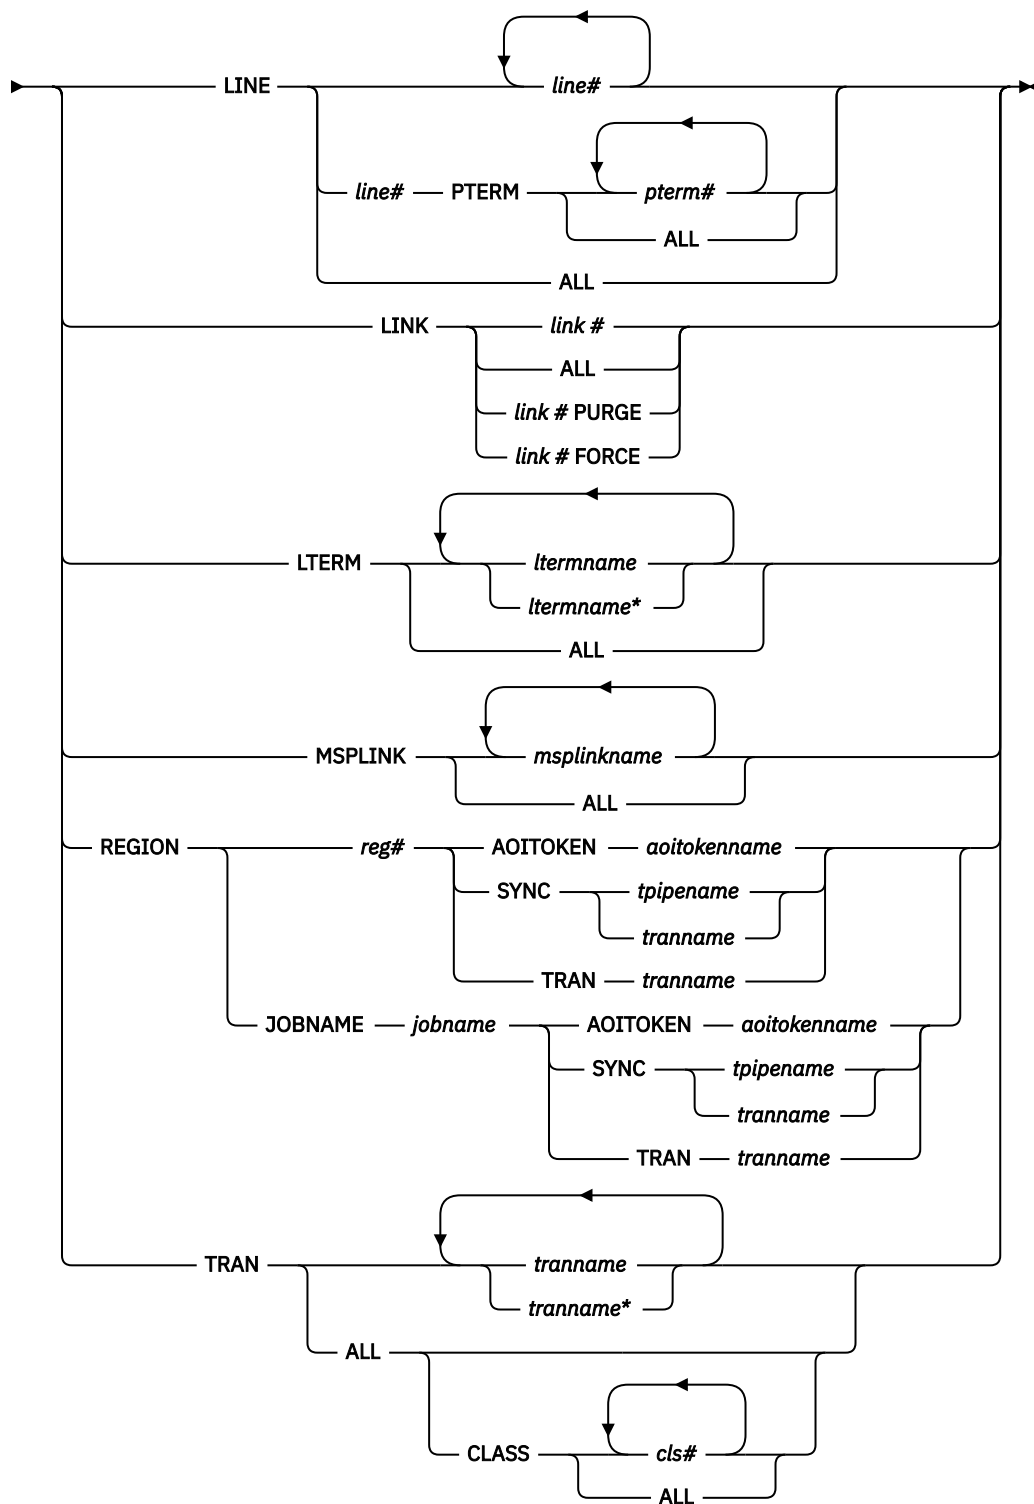 LINE line#
line# PTERM pterm#
ALL
ALL
LINK link #
ALL
link # PURGE
link # FORCE
LTERM ltermname
ltermname*
ALL
MSPLINK msplinkname
ALL
REGION reg# AOITOKEN aoitokenname
SYNC tpipename
tranname
TRAN tranname
JOBNAME jobname AOITOKEN aoitokenname
SYNC tpipename
tranname
TRAN tranname
TRAN tranname
tranname*
ALL
CLASS cls#
ALL